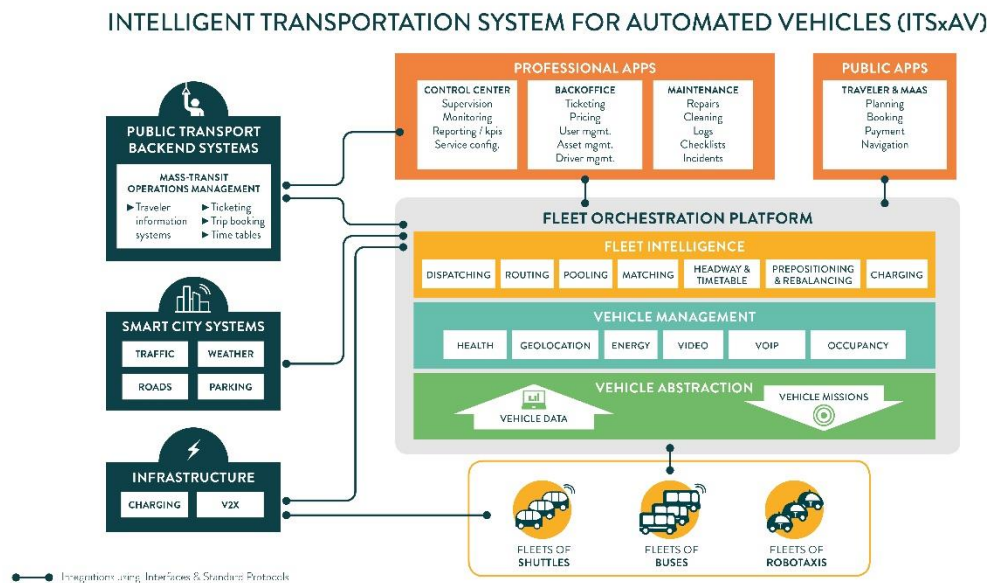 INTELLIGENT TRANSPORTATION SYSTEM FOR AUTOMATED VEHICLES (ITSxAV)
PUBLIC TRANSPORT
BACKEND SYSTEMS
MASS-TRANSIT
OPERATIONS MANAGEMENT
▶ Traveler
information
systems
▶ Ticketing
▶ Trip booking
▶ Time tables
SMART CITY SYSTEMS
TRAFFIC
WEATHER
ROADS
PARKING
INFRASTRUCTURE
CHARGING
V2X
PROFESSIONAL APPS
CONTROL CENTER
Supervision
Monitoring
Reporting / kpis
Service config.
BACKOFFICE
Ticketing
Pricing
User mgmt.
Asset mgmt.
Driver mgmt.
MAINTENANCE
Repairs
Cleaning
Logs
Checklists
Incidents
PUBLIC APPS
TRAVELER & MAAS
Planning
Booking
Payment
Navigation
FLEET ORCHESTRATION PLATFORM
FLEET INTELLIGENCE
DISPATCHING
ROUTING
POOLING
MATCHING
HEADWAY &
TIMETABLE
PREPOSITIONING
& REBALANCING
CHARGING
VEHICLE MANAGEMENT
HEALTH
GEOLOCATION
ENERGY
VIDEO
VOIP
OCCUPANCY
VEHICLE ABSTRACTION
VEHICLE DATA
VEHICLE MISSIONS
FLEETS OF
SHUTTLES
FLEETS OF
BUSES
FLEETS OF
ROBOTAXIS
Integrations using Interfaces & Standard Protocols